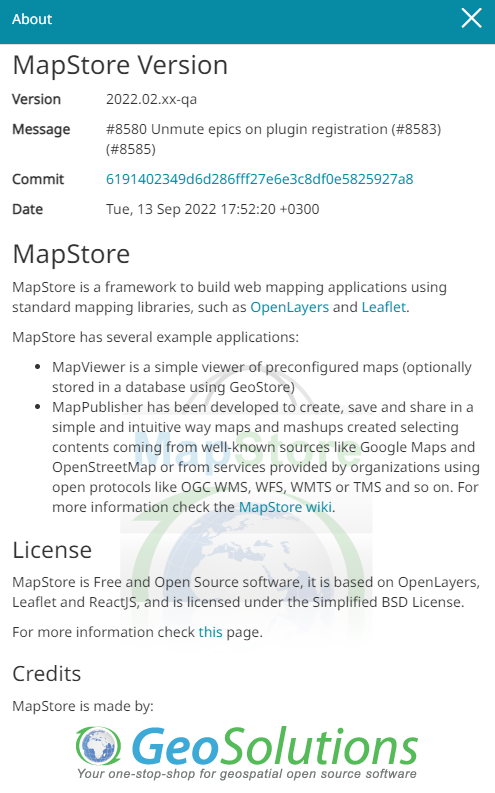 About
MapStore Version
Version 2022.02.xx-qa
Message #8580 Unmute epics on plugin registration (#8583)
(#8585)
Commit 6191402349d6d286fff27e6e3c8df0e5825927a8
Date Tue, 13 Sep 2022 17:52:20 +0300
MapStore
MapStore is a framework to build web mapping applications using
standard mapping libraries, such as OpenLayers and Leaflet.
MapStore has several example applications:
• MapViewer is a simple viewer of preconfigured maps (optionally
stored in a database using GeoStore)
• MapPublisher has been developed to create, save and share in a
simple and intuitive way maps and mashups created selecting
contents coming from well-known sources like Google Maps and
OpenStreetMap or from services provided by organizations using
open protocols like OGC WMS, WFS, WMTS or TMS and so on. For
more information check the MapStore wiki.
MapStore
License
MapStore is Free and Open Source software, it is based on OpenLayers,
Leaflet and ReactJS, and is licensed under the Simplified BSD License.
For more information check this page.
Credits
MapStore is made by:
GeoSolutions
Your one-stop-shop for geospatial open source software